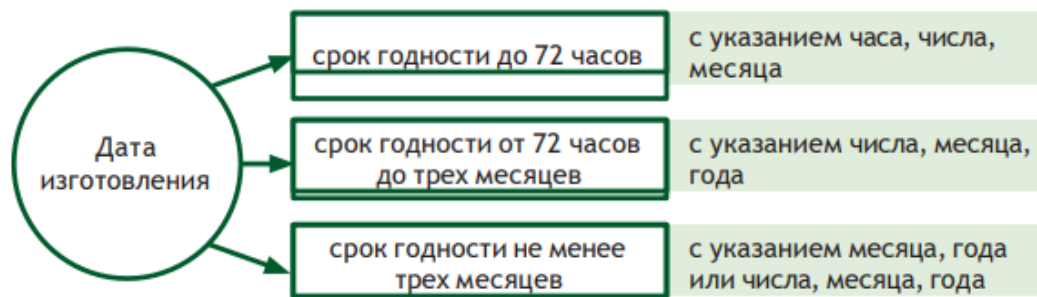 Дата
изготовления
срок годности до 72 часов
с указанием часа, числа,
месяца
срок годности от 72 часов
до трех месяцев
с указанием числа, месяца,
года
срок годности не менее
трех месяцев
с указанием месяца, года
или числа, месяца, года